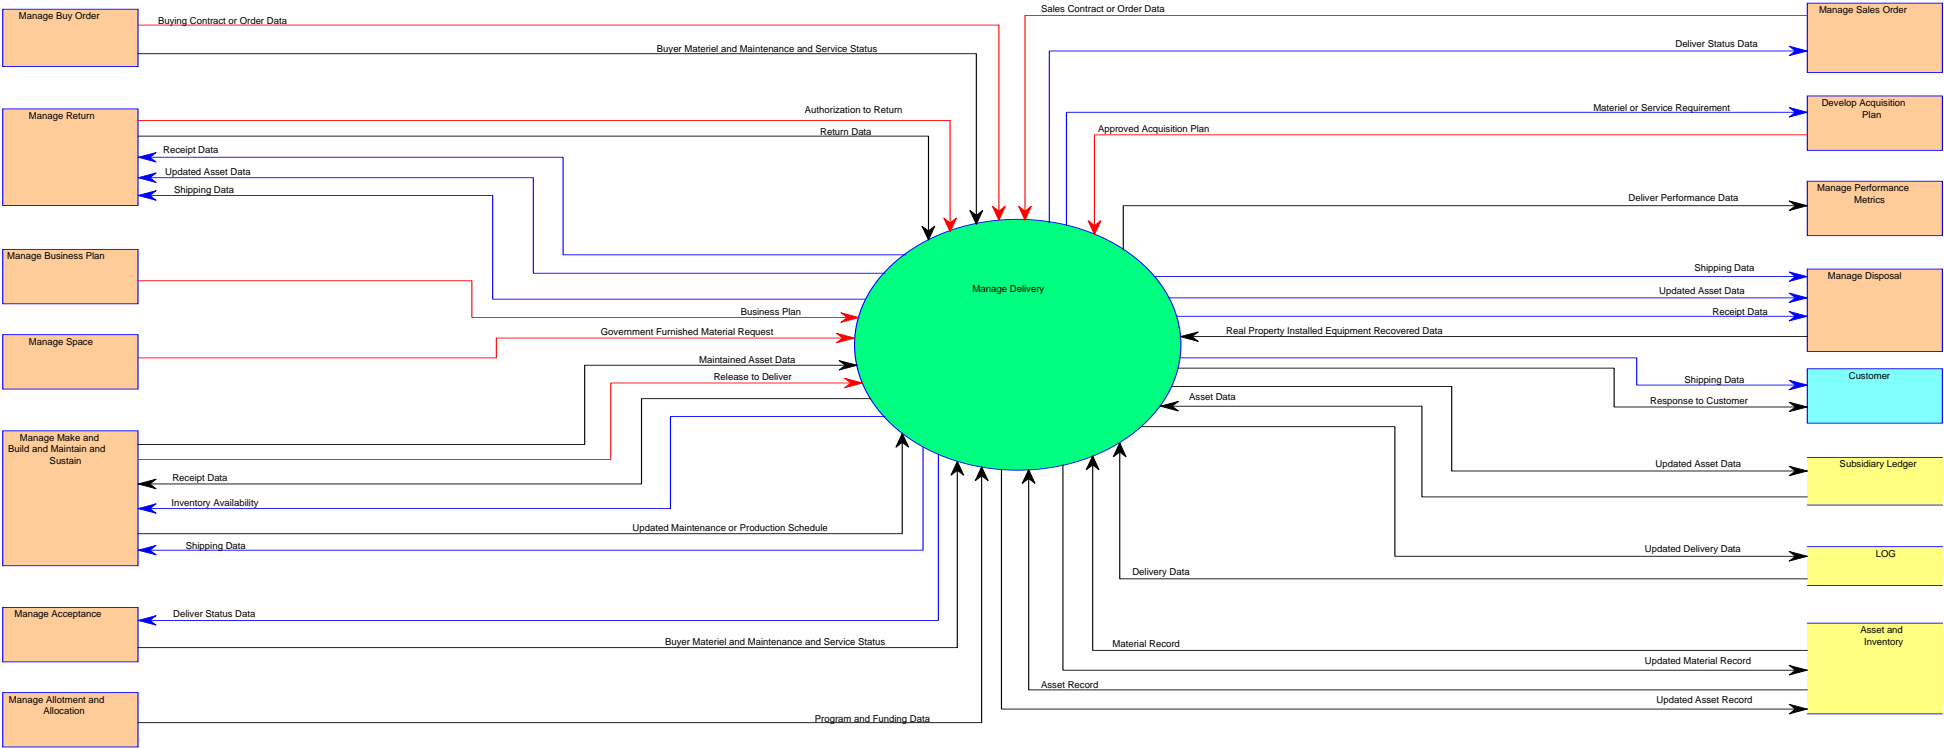 Manage Buy Order
Buying Contract or Order Data
Buyer Materiel and Maintenance and Service Status
Sales Contract or Order Data
Manage Sales Order
Deliver Status Data
Manage Return
Authorization to Return
Return Data
Receipt Data
Updated Asset Data
Shipping Data
Materiel or Service Requirement
Approved Acquisition Plan
Develop Acquisition
Plan
Deliver Performance Data
Manage Performance
Metrics
Manage Business Plan
Business Plan
Manage Delivery
Shipping Data
Updated Asset Data
Receipt Data
Real Property Installed Equipment Recovered Data
Manage Disposal
Manage Space
Government Furnished Material Request
Maintained Asset Data
Release to Deliver
Shipping Data
Response to Customer
Customer
Asset Data
Manage Make and
Build and Maintain and
Sustain
Receipt Data
Inventory Availability
Updated Maintenance or Production Schedule
Shipping Data
Updated Asset Data
Subsidiary Ledger
Updated Delivery Data
LOG
Delivery Data
Manage Acceptance
Deliver Status Data
Buyer Materiel and Maintenance and Service Status
Material Record
Updated Material Record
Asset Record
Updated Asset Record
Asset and
Inventory
Manage Allotment and
Allocation
Program and Funding Data